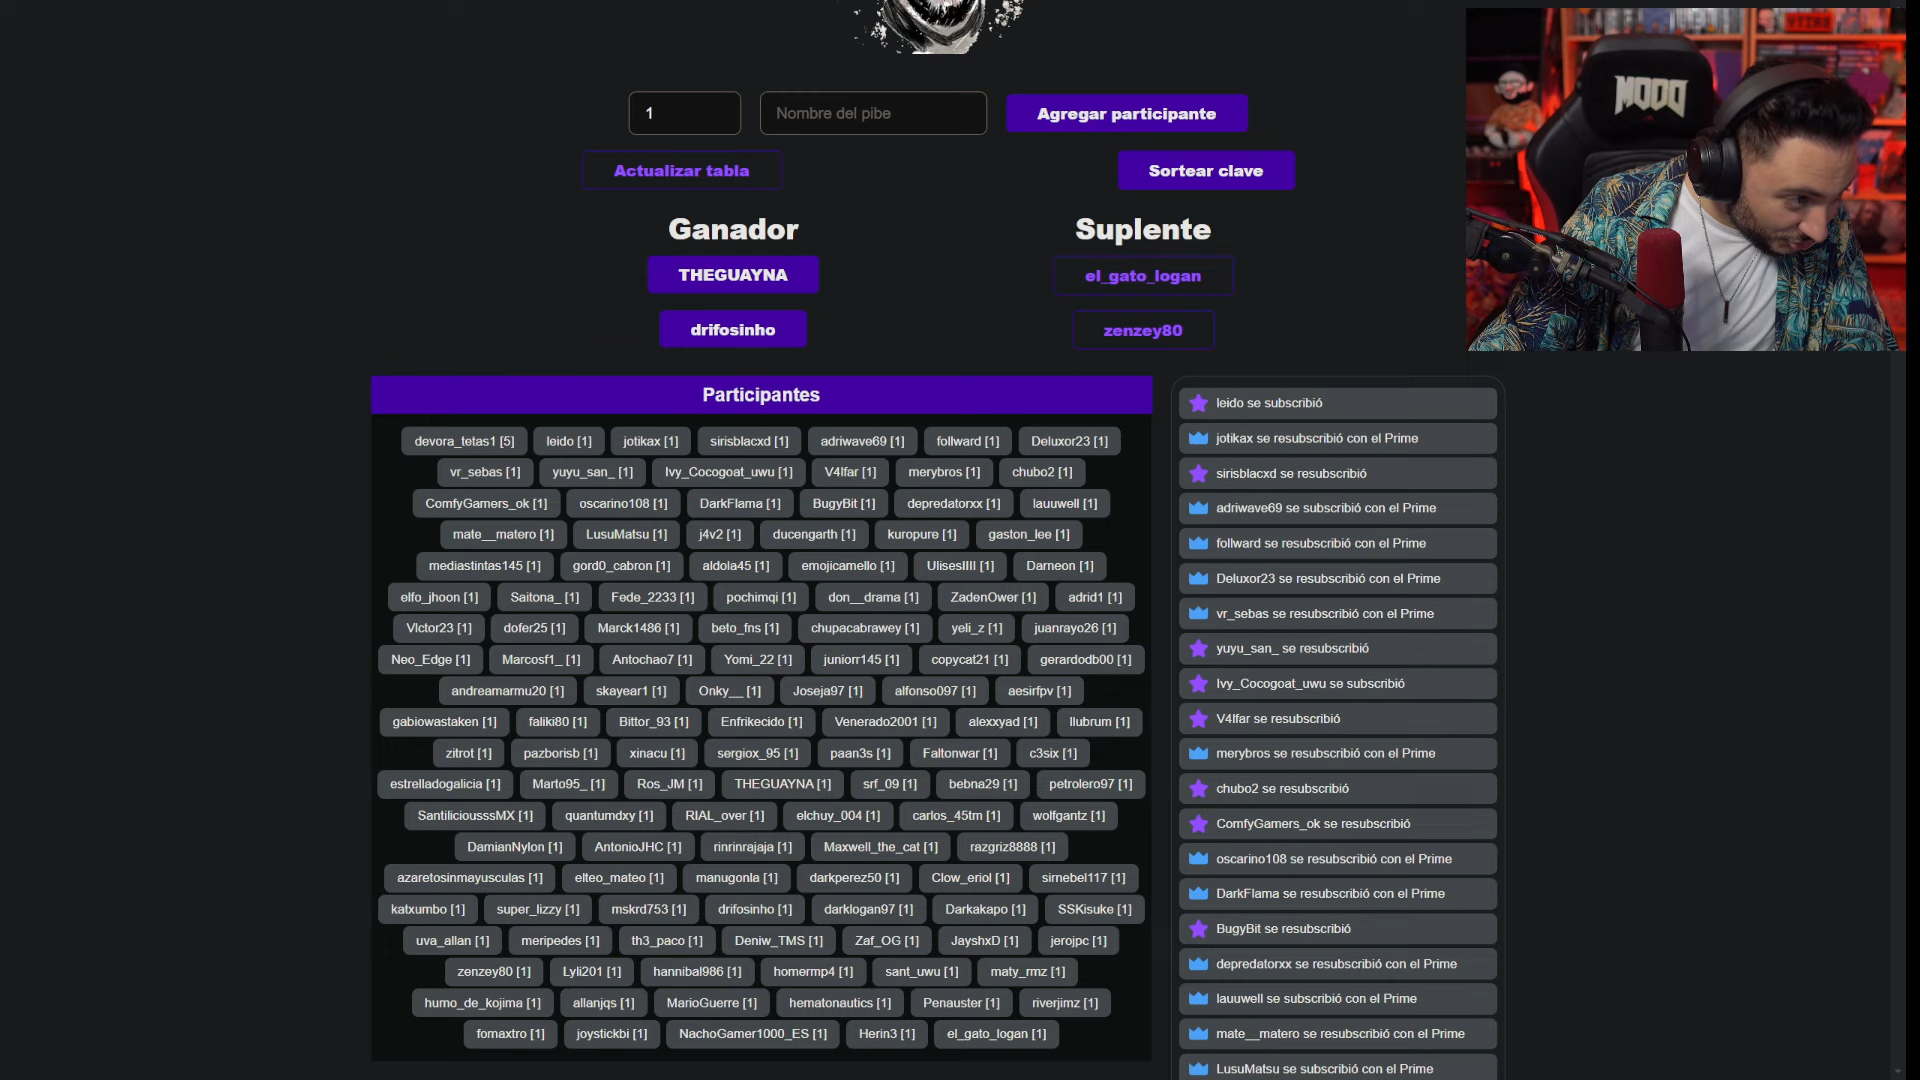 1 Nombre del pibe Agregar participante
Actualizar tabla Sortear clave
Ganador Suplente
THEGUAYNA el_gato_logan
drifosinho zenzey80
Participantes
devora_tetas1 [5] leido [1] jotikax [1] sirisblacxd [1] adriwave69 [1] follward [1] Deluxor23 [1]
vr_sebas [1] yuyu_san_ [1] Ivy_Cocogoat_uwu [1] V4lfar [1] merybros [1] chubo2 [1]
ComfyGamers_ok [1] oscarino108 [1] DarkFlama [1] BugyBit [1] depredatorxx [1] lauuwell [1]
mate__matero [1] LusuMatsu [1] j4v2 [1] ducengarth [1] kuropure [1] gaston_lee [1]
mediastintas145 [1] gord0_cabron [1] aldola45 [1] emojicamello [1] UlisesIIII [1] Darneon [1]
elfo_jhoon [1] Saitona_ [1] Fede_2233 [1] pochimqi [1] don__drama [1] ZadenOwer [1] adrid1 [1]
VIctor23 [1] dofer25 [1] Marck1486 [1] beto_fns [1] chupacabrawey [1] yeli_z [1] juanrayo26 [1]
Neo_Edge [1] Marcosf1_ [1] Antochao7 [1] Yomi_22 [1] juniorr145 [1] copycat21 [1] gerardodb00 [1]
andreamarmu20 [1] skayear1 [1] Onky__ [1] Joseja97 [1] alfonso097 [1] aesirfpv [1]
gabiowastaken [1] faliki80 [1] Bittor_93 [1] Enfrikecido [1] Venerado2001 [1] alexxyad [1] llubrum [1]
zitrot [1] pazborisb [1] xinacu [1] sergiox_95 [1] paan3s [1] Faltonwar [1] c3six [1]
estrelladogalicia [1] Marto95_ [1] Ros_JM [1] THEGUAYNA [1] srf_09 [1] bebna29 [1] petrolero97 [1]
SantiliciousssMX [1] quantumdxy [1] RIAL_over [1] elchuy_004 [1] carlos_45tm [1] wolfgantz [1]
DamianNylon [1] AntonioJHC [1] rinrinrajaja [1] Maxwell_the_cat [1] razgriz8888 [1]
azaretosinmayusculas [1] elteo_mateo [1] manugonla [1] darkperez50 [1] Clow_eriol [1] sirnebel117 [1]
katxumbo [1] super_lizzy [1] mskrd753 [1] drifosinho [1] darklogan97 [1] Darkakapo [1] SSKisuke [1]
uva_allan [1] meripedes [1] th3_paco [1] Deniw_TMS [1] Zaf_OG [1] JayshxD [1] jerojpc [1]
zenzey80 [1] Lyli201 [1] hannibal986 [1] homermp4 [1] sant_uwu [1] maty_rmz [1]
humo_de_kojima [1] allanjqs [1] MarioGuerre [1] hematonautics [1] Penauster [1] riverjimz [1]
fomaxtro [1] joystickbi [1] NachoGamer1000_ES [1] Herin3 [1] el_gato_logan [1]
leido se subscribió
jotikax se resubscribió con el Prime
sirisblacxd se resubscribió
adriwave69 se subscribió con el Prime
follward se resubscribió con el Prime
Deluxor23 se resubscribió con el Prime
vr_sebas se resubscribió con el Prime
yuyu_san_ se resubscribió
Ivy_Cocogoat_uwu se subscribió
V4lfar se resubscribió
merybros se resubscribió con el Prime
chubo2 se resubscribió
ComfyGamers_ok se resubscribió
oscarino108 se resubscribió con el Prime
DarkFlama se resubscribió con el Prime
BugyBit se resubscribió
depredatorxx se resubscribió con el Prime
lauuwell se subscribió con el Prime
mate__matero se resubscribió con el Prime
LusuMatsu se subscribió con el Prime